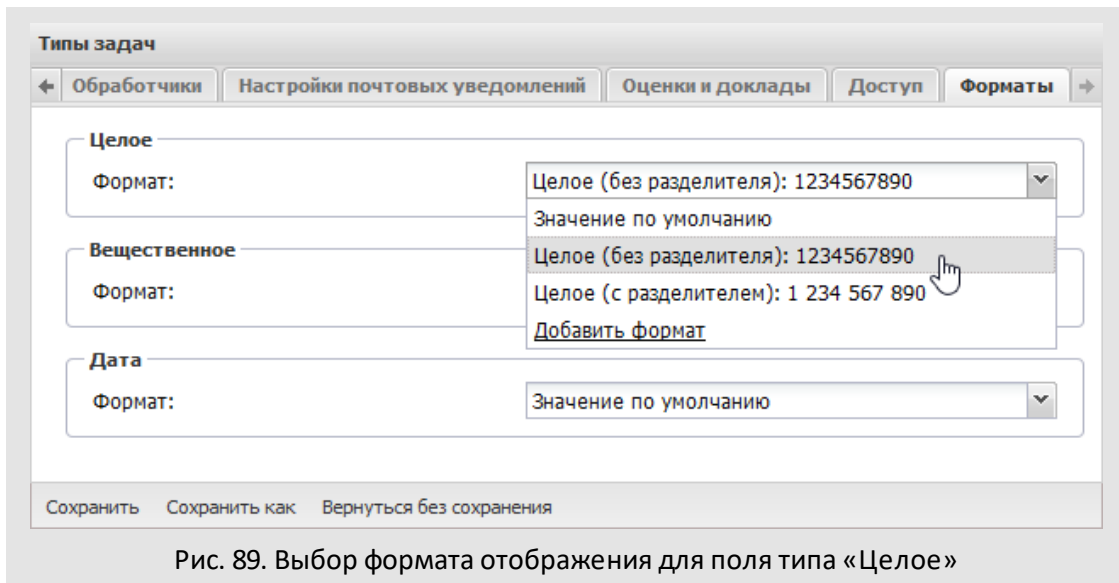 Типы задач
Обработчики Настройки почтовых уведомлений Оценки и доклады Доступ Форматы
Целое
Формат: Целое (без разделителя): 1234567890
Значение по умолчанию
Вещественное
Целое (без разделителя): 1234567890
Формат: Целое (с разделителем): 1 234 567 890
Добавить формат
Дата
Формат: Значение по умолчанию
Сохранить Сохранить как Вернуться без сохранения
Рис. 89. Выбор формата отображения для поля типа «Целое»